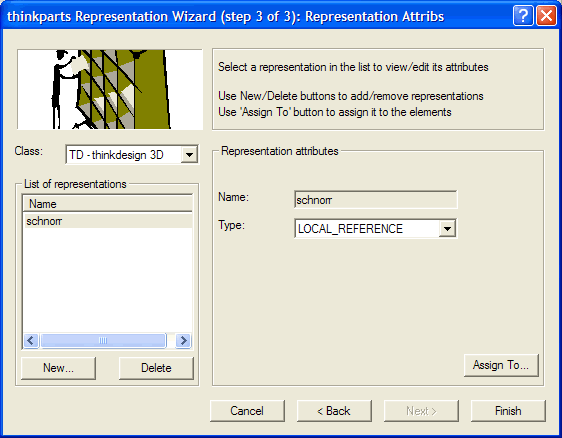 thinkparts Representation Wizard (step 3 of 3): Representation Attribs
Select a representation in the list to view/edit its attributes
Use New/Delete buttons to add/remove representations
Use 'Assign To' button to assign it to the elements
Class:
TD - thinkdesign 3D
List of representations
Name
schnorr
New...
Delete
Representation attributes
Name:
schnorr
Type:
LOCAL_REFERENCE
Assign To...
Cancel
< Back
Next >
Finish